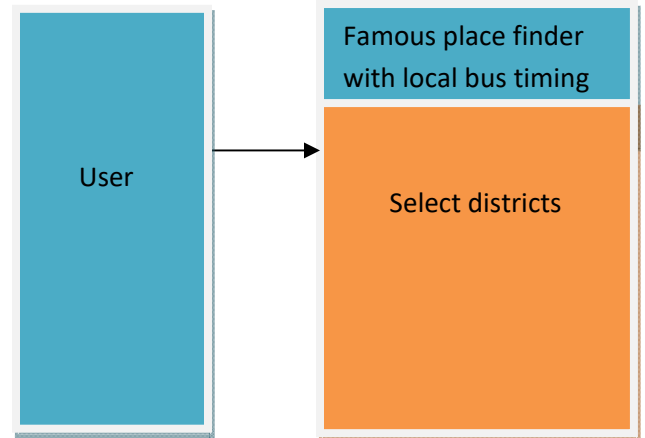 User
Famous place finder
with local bus timing
Select districts